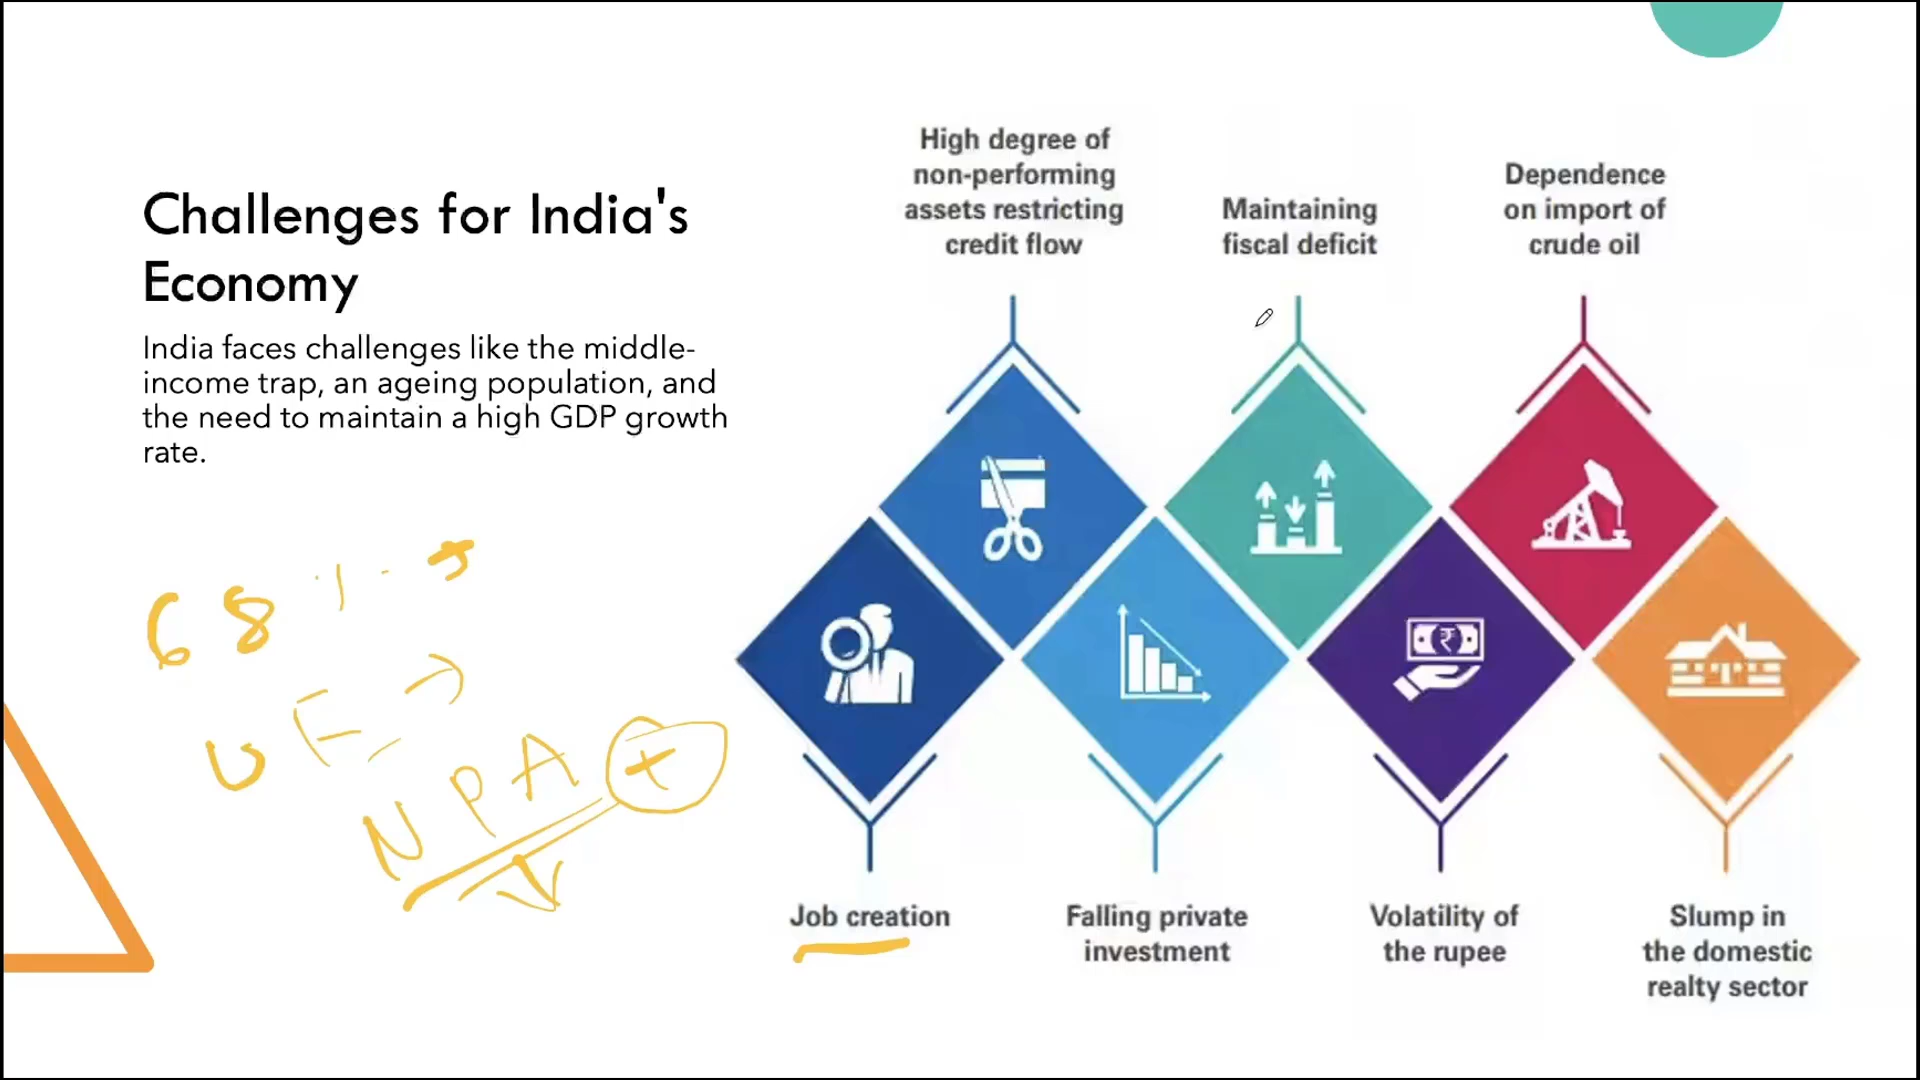 Challenges for India's
Economy
India faces challenges like the middle-
income trap, an ageing population, and
the need to maintain a high GDP growth
rate.
68%.
UE
NPA +
High degree of
non-performing
assets restricting
credit flow
Maintaining
fiscal deficit
Dependence
on import of
crude oil
₹
Job creation
Falling private
investment
Volatility of
the rupee
Slump in
the domestic
realty sector